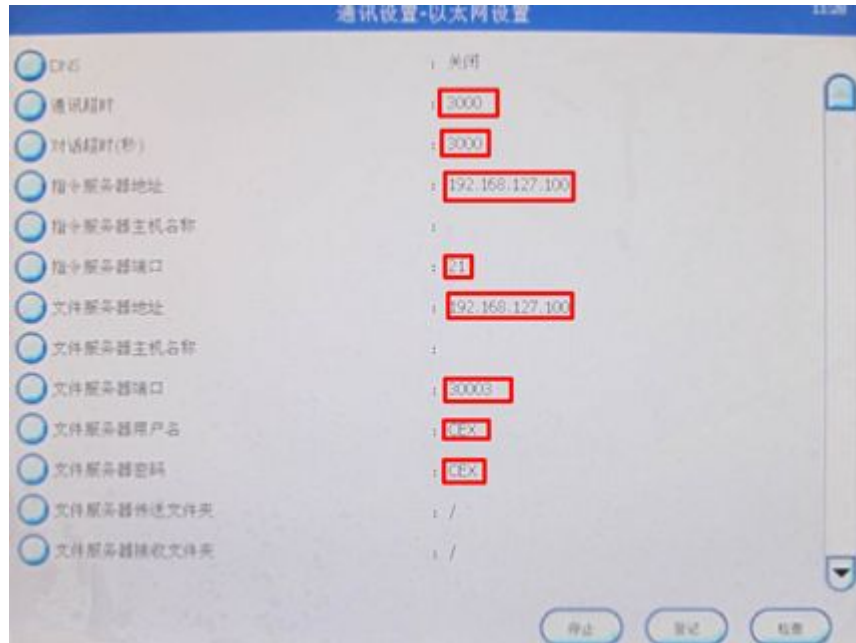 通讯设置-以太网设置
11:20
DNS : 关闭
通讯超时 : 3000
对话超时(秒) : 3000
指令服务器地址 : 192.168.127.100
指令服务器主机名称 :
指令服务器端口 : 21
文件服务器地址 : 192.168.127.100
文件服务器主机名称 :
文件服务器端口 : 30003
文件服务器用户名 : CEX
文件服务器密码 : CEX
文件服务器传送文件夹 : /
文件服务器接收文件夹 : /
停止 登记 检查